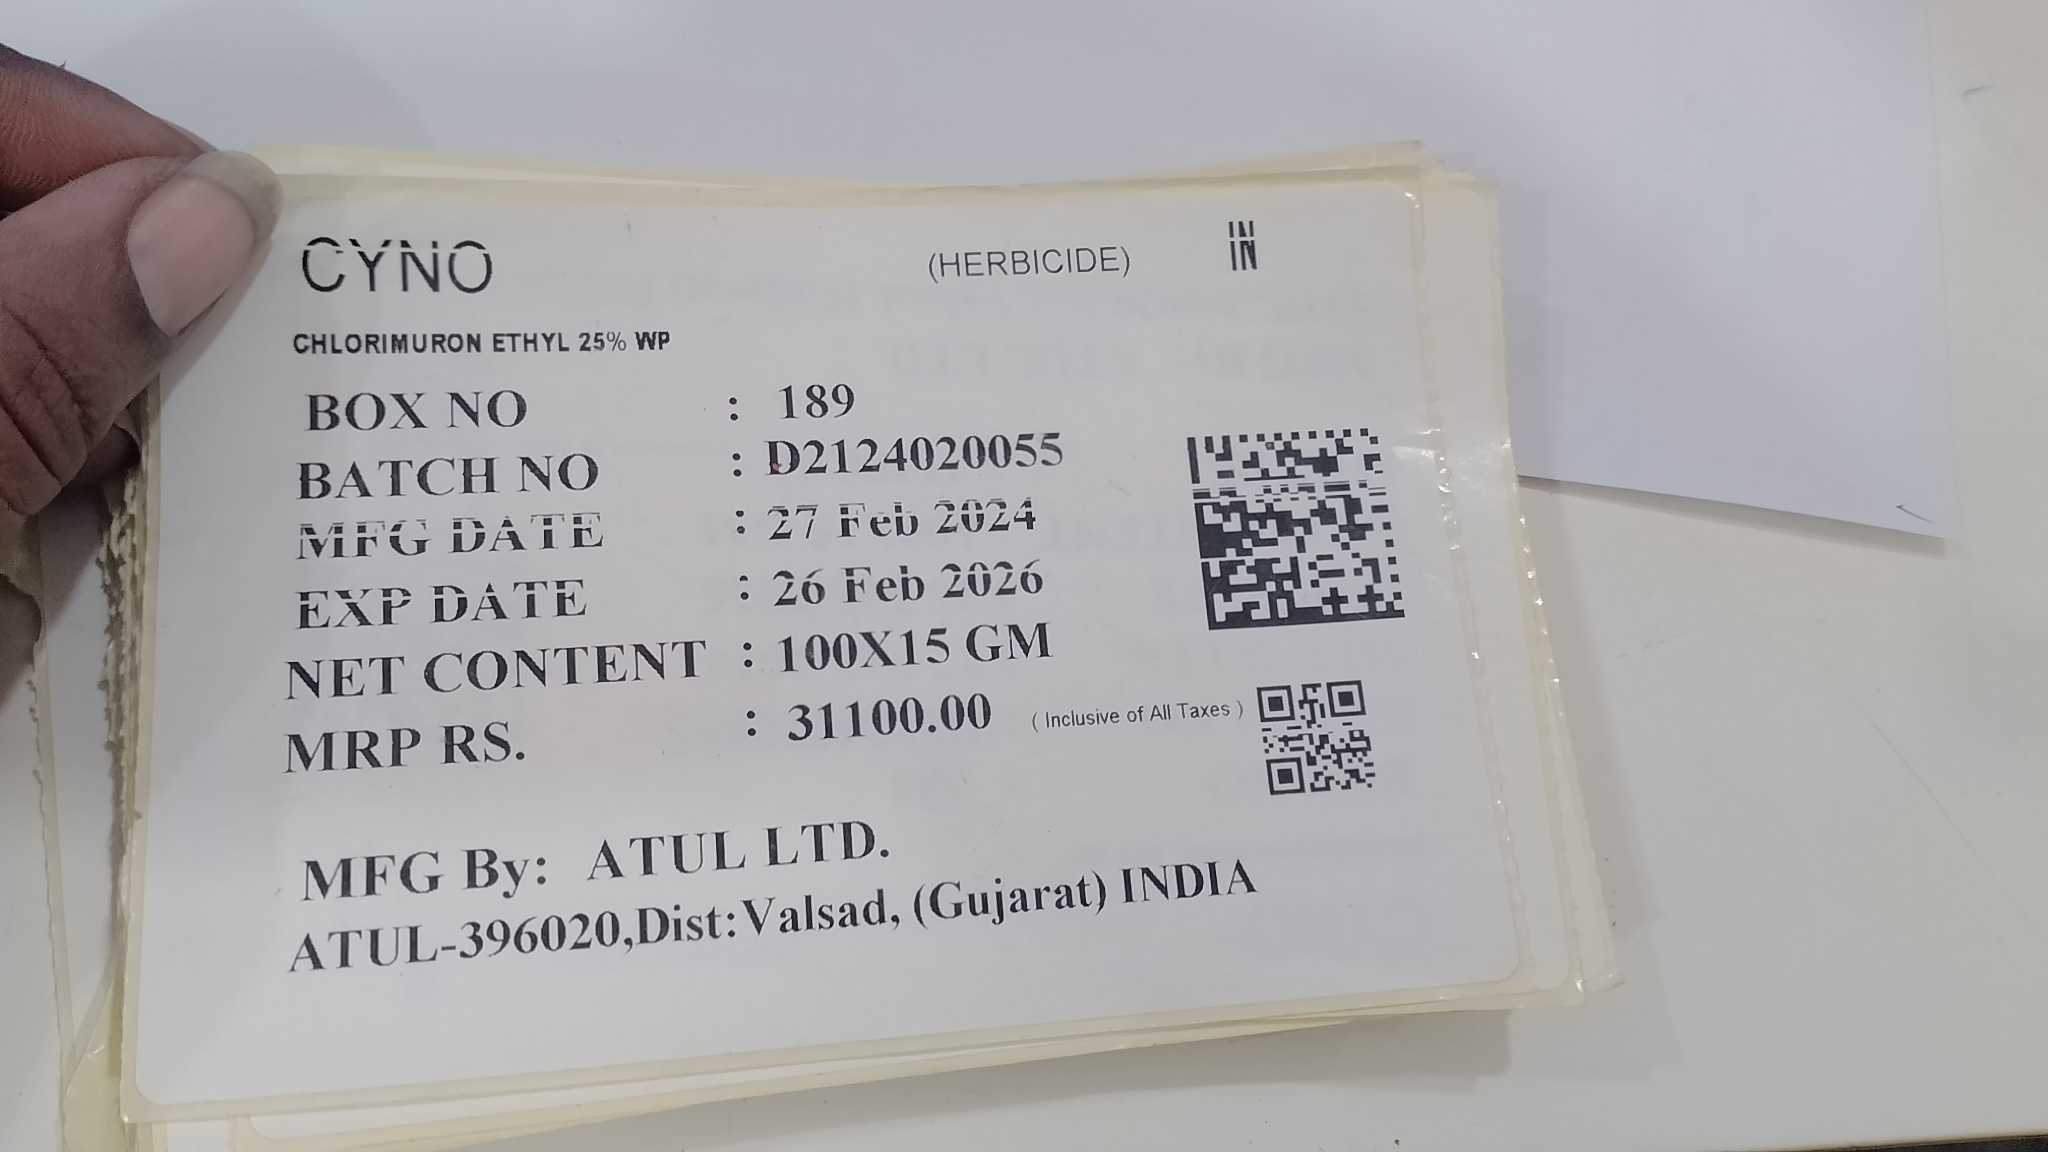 CYNO (HERBICIDE) IN
CHLORIMURON ETHYL 25% WP
BOX NO : 189
BATCH NO : D2124020055
MFG DATE : 27 Feb 2024
EXP DATE : 26 Feb 2026
NET CONTENT : 100X15 GM
MRP RS. : 31100.00 ( Inclusive of All Taxes )
MFG By: ATUL LTD.
ATUL-396020,Dist:Valsad, (Gujarat) INDIA